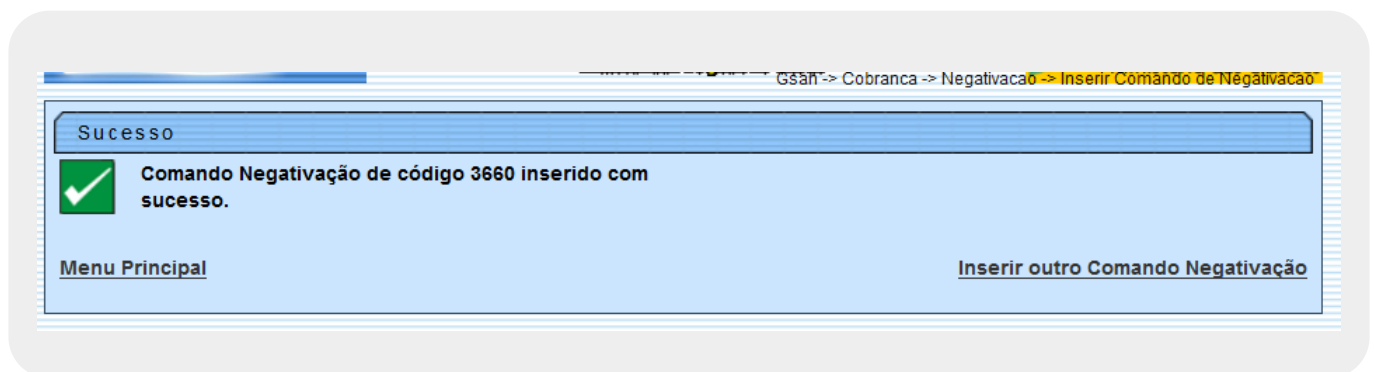 Gsan -> Cobranca -> Negativacao -> Inserir Comando de Negativacao
Sucesso
Comando Negativação de código 3660 inserido com
sucesso.
Menu Principal
Inserir outro Comando Negativação